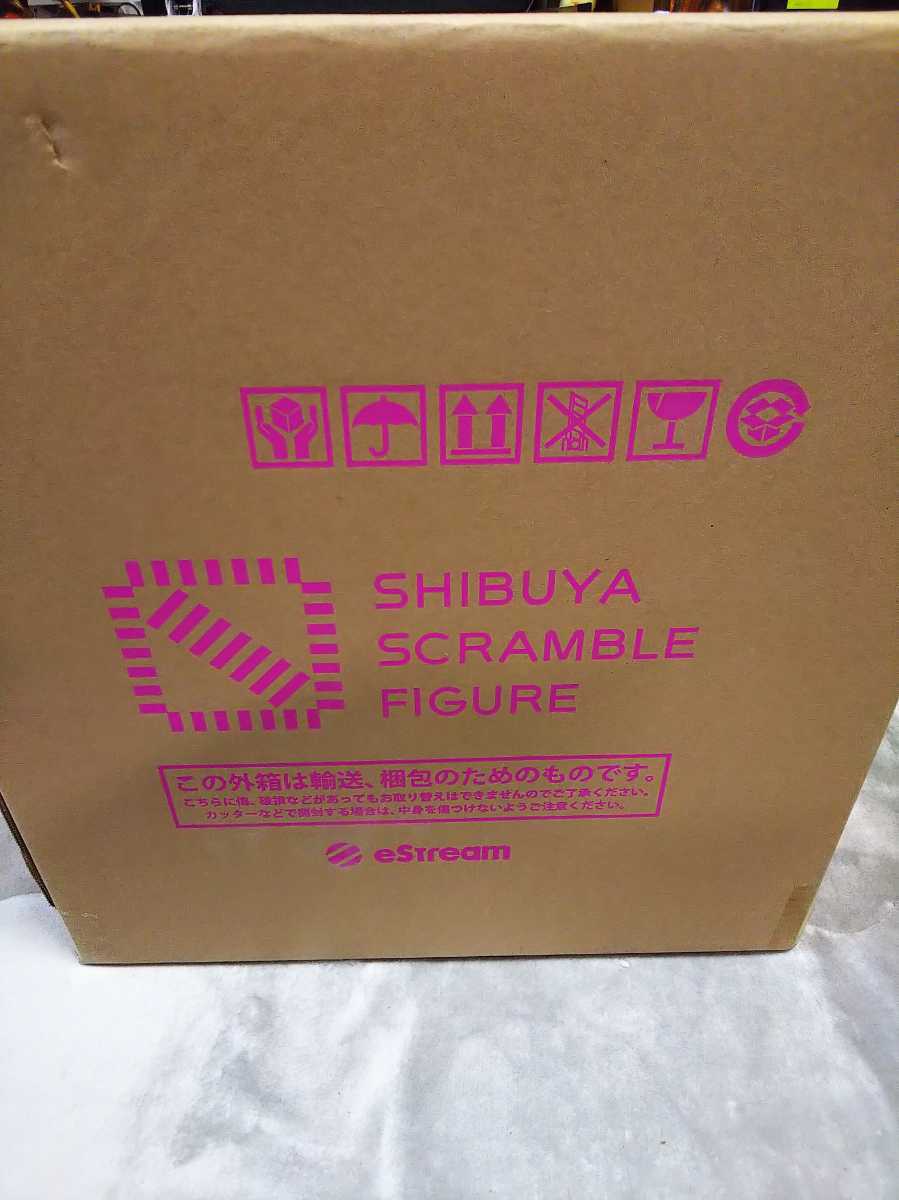 SHIBUYA
SCRAMBLE
FIGURE
この外箱は輸送、梱包のためのものです。
こちらに傷、破損などがあってもお取り替えはできませんのでご了承ください。
カッターなどで開封する場合は、中身を傷つけないようご注意ください。
eStream